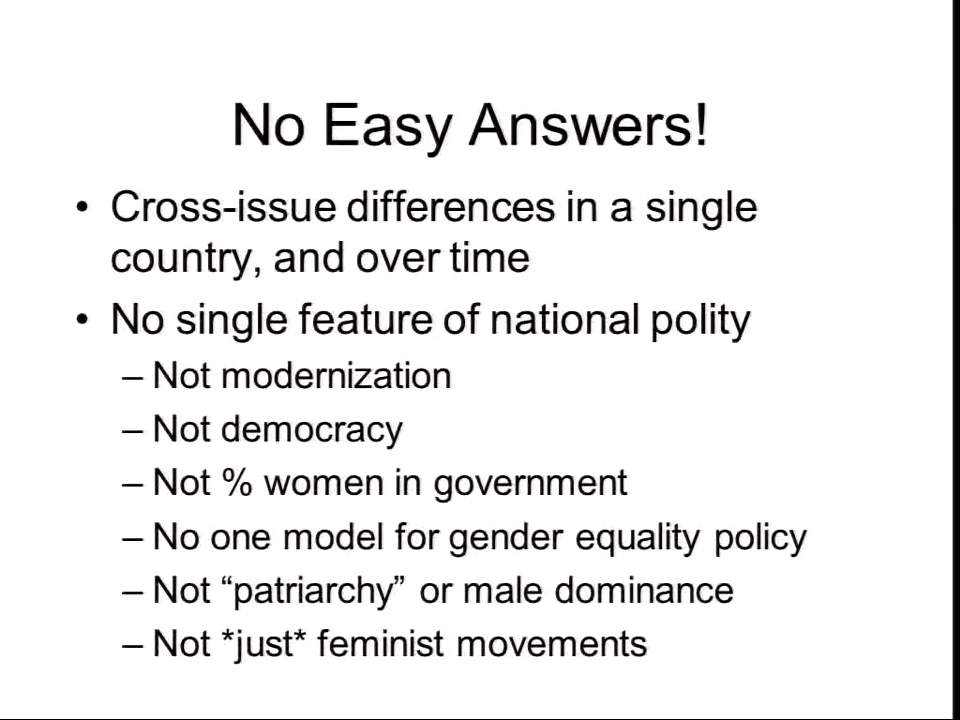 No Easy Answers!
• Cross-issue differences in a single
country, and over time
• No single feature of national polity
– Not modernization
– Not democracy
– Not % women in government
– No one model for gender equality policy
– Not “patriarchy” or male dominance
– Not *just* feminist movements